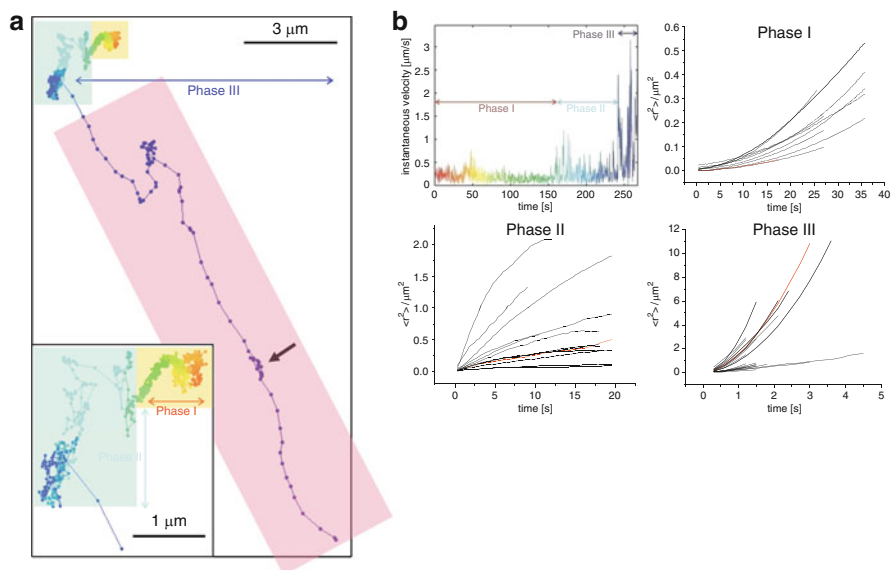 a
3 μm
Phase III
Phase I
Phase II
1 μm
b
Phase III
Phase I
Phase II
instantaneous velocity [μm/s]
3
2.5
2
1.5
1
0.5
0
0 50 100 150 200 250
time [s]
Phase I
<r²>/μm²
0.6
0.5
0.4
0.3
0.2
0.1
0.0
0 5 10 15 20 25 30 35 40
time [s]
Phase II
<r²>/μm²
2.0
1.5
1.0
0.5
0.0
0 5 10 15 20
time [s]
Phase III
<r²>/μm²
12
10
8
6
4
2
0
0 1 2 3 4 5
time [s]